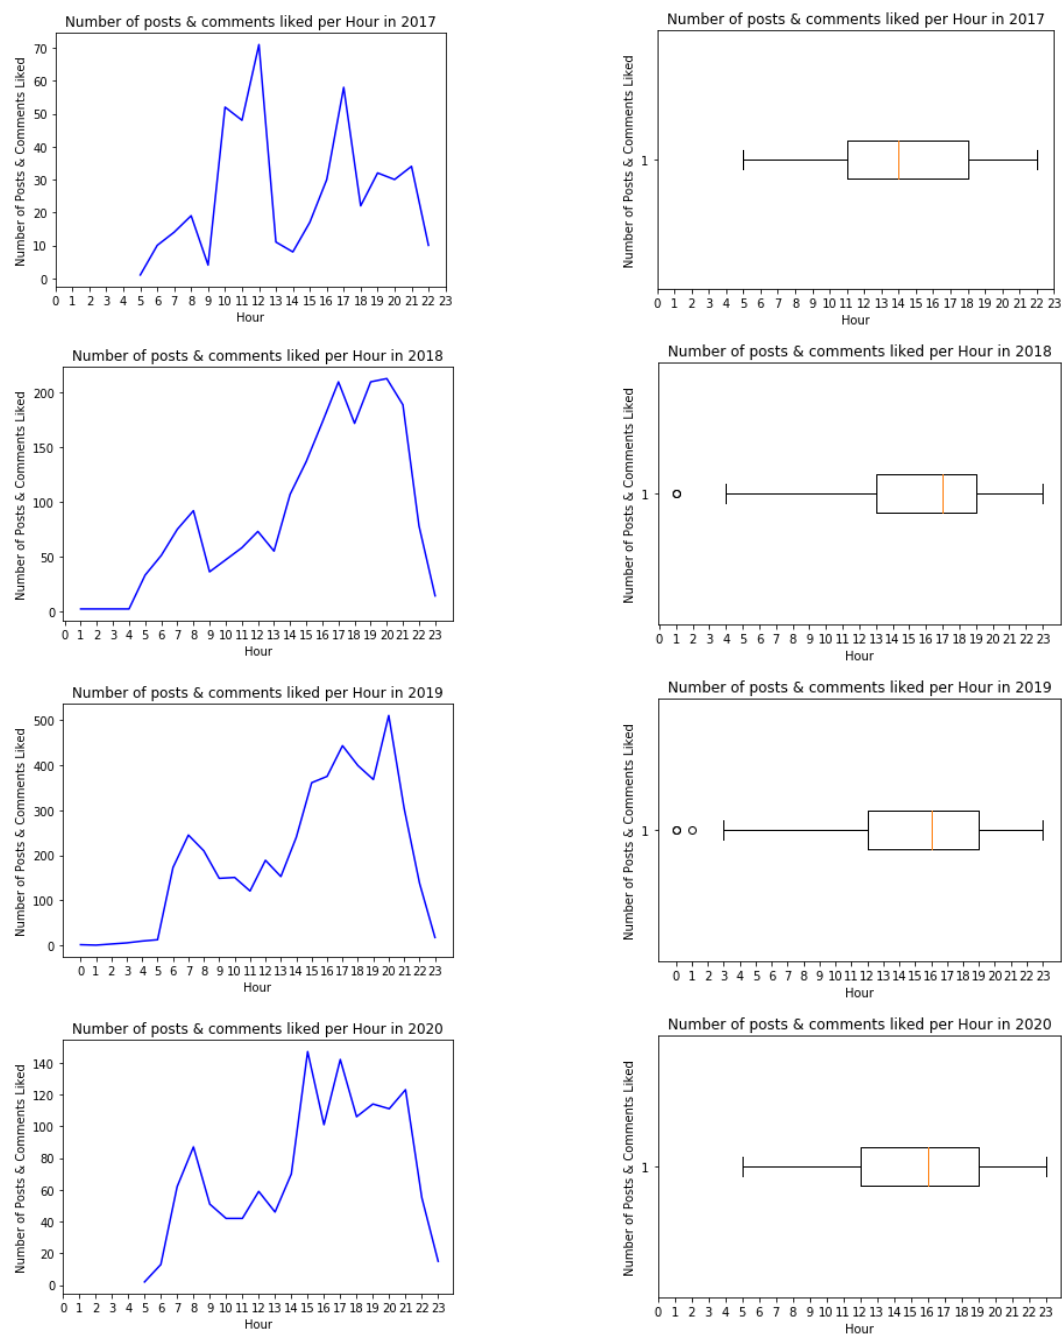 Number of posts & comments liked per Hour in 2017
Number of Posts & Comments Liked
70
60
50
40
30
20
10
0
0 1 2 3 4 5 6 7 8 9 10 11 12 13 14 15 16 17 18 19 20 21 22 23
Hour
Number of posts & comments liked per Hour in 2017
Number of Posts & Comments Liked
1
0 1 2 3 4 5 6 7 8 9 10 11 12 13 14 15 16 17 18 19 20 21 22 23
Hour
Number of posts & comments liked per Hour in 2018
Number of Posts & Comments Liked
200
150
100
50
0
0 1 2 3 4 5 6 7 8 9 10 11 12 13 14 15 16 17 18 19 20 21 22 23
Hour
Number of posts & comments liked per Hour in 2018
Number of Posts & Comments Liked
1
0 1 2 3 4 5 6 7 8 9 10 11 12 13 14 15 16 17 18 19 20 21 22 23
Hour
Number of posts & comments liked per Hour in 2019
Number of Posts & Comments Liked
500
400
300
200
100
0
0 1 2 3 4 5 6 7 8 9 10 11 12 13 14 15 16 17 18 19 20 21 22 23
Hour
Number of posts & comments liked per Hour in 2019
Number of Posts & Comments Liked
1
0 1 2 3 4 5 6 7 8 9 10 11 12 13 14 15 16 17 18 19 20 21 22 23
Hour
Number of posts & comments liked per Hour in 2020
Number of Posts & Comments Liked
140
120
100
80
60
40
20
0
0 1 2 3 4 5 6 7 8 9 10 11 12 13 14 15 16 17 18 19 20 21 22 23
Hour
Number of posts & comments liked per Hour in 2020
Number of Posts & Comments Liked
1
0 1 2 3 4 5 6 7 8 9 10 11 12 13 14 15 16 17 18 19 20 21 22 23
Hour